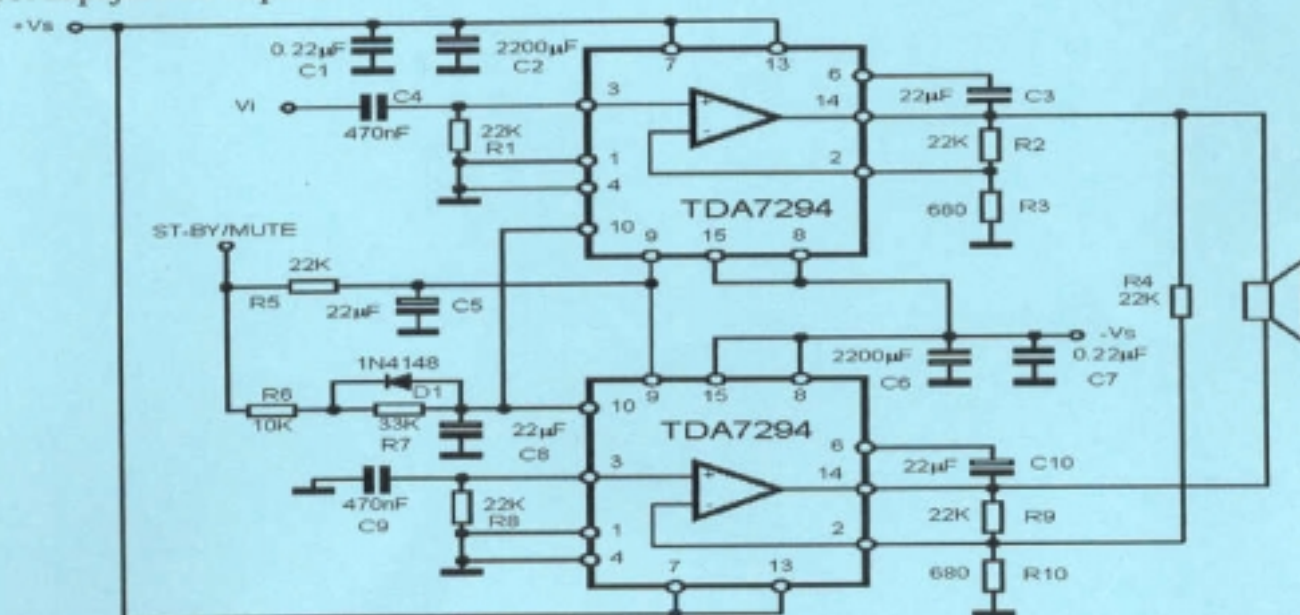 +Vs
0.22µF
C1
2200µF
C2
7
13
6
22µF
C3
Vi
C4
470nF
3
+
-
14
22K
R1
22K
R2
1
2
4
680
R3
TDA7294
10
ST-BY/MUTE
9
15
8
22K
R5
22µF
C5
R4
22K
-Vs
2200µF
C6
0.22µF
C7
1N4148
D1
R6
10K
33K
R7
22µF
C8
10
9
15
8
TDA7294
6
22µF
C10
3
+
-
14
470nF
C9
22K
R8
22K
R9
1
2
4
7
13
680
R10